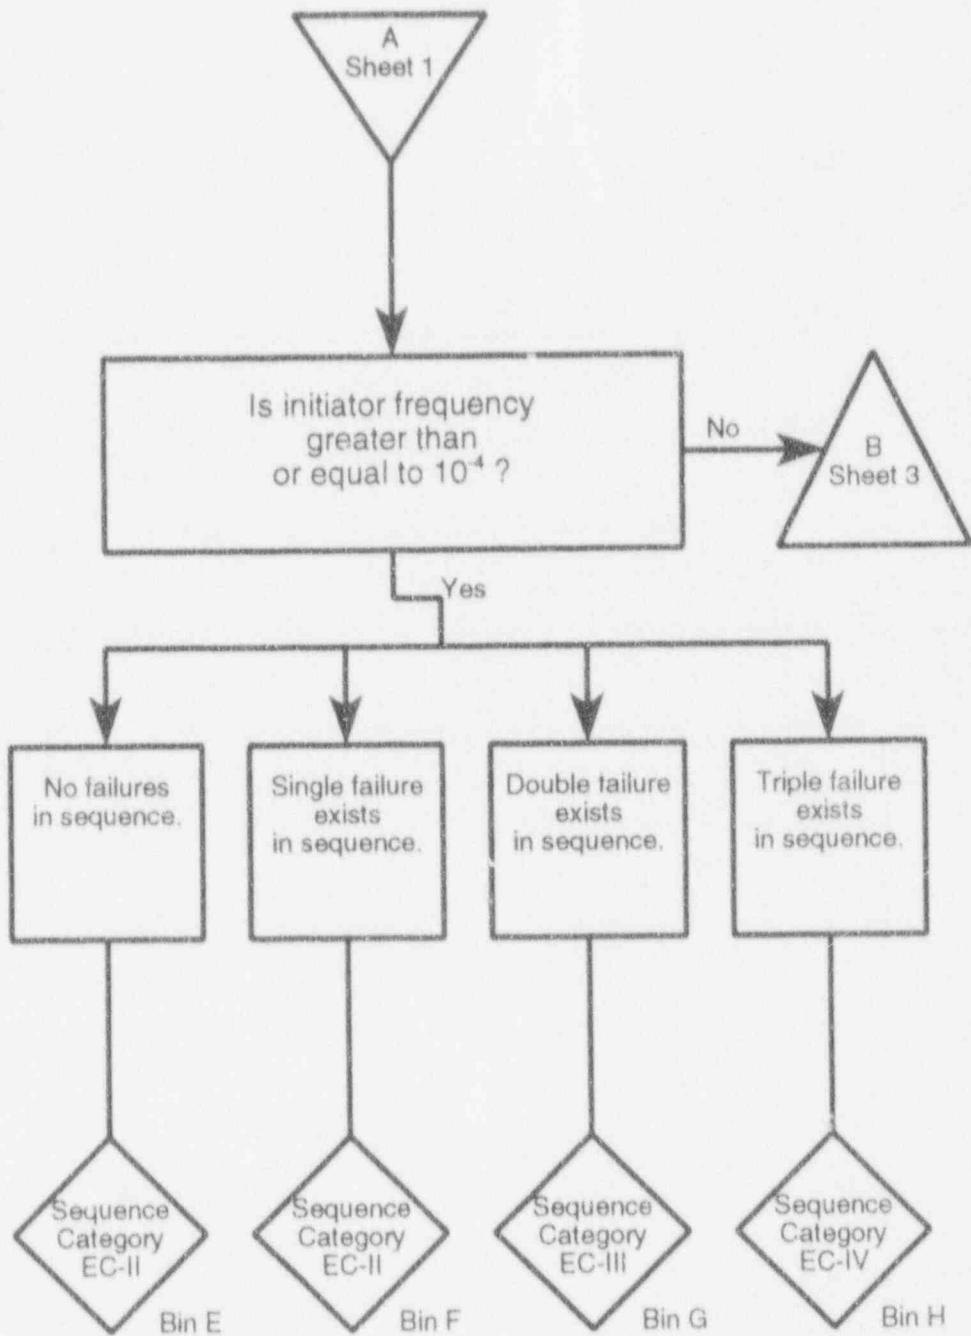 A
Sheet 1
Is initiator frequency
greater than
or equal to 10⁻⁴ ?
No
B
Sheet 3
Yes
No failures
in sequence.
Single failure
exists
in sequence.
Double failure
exists
in sequence.
Triple failure
exists
in sequence.
Sequence
Category
EC-II
Bin E
Sequence
Category
EC-II
Bin F
Sequence
Category
EC-III
Bin G
Sequence
Category
EC-IV
Bin H